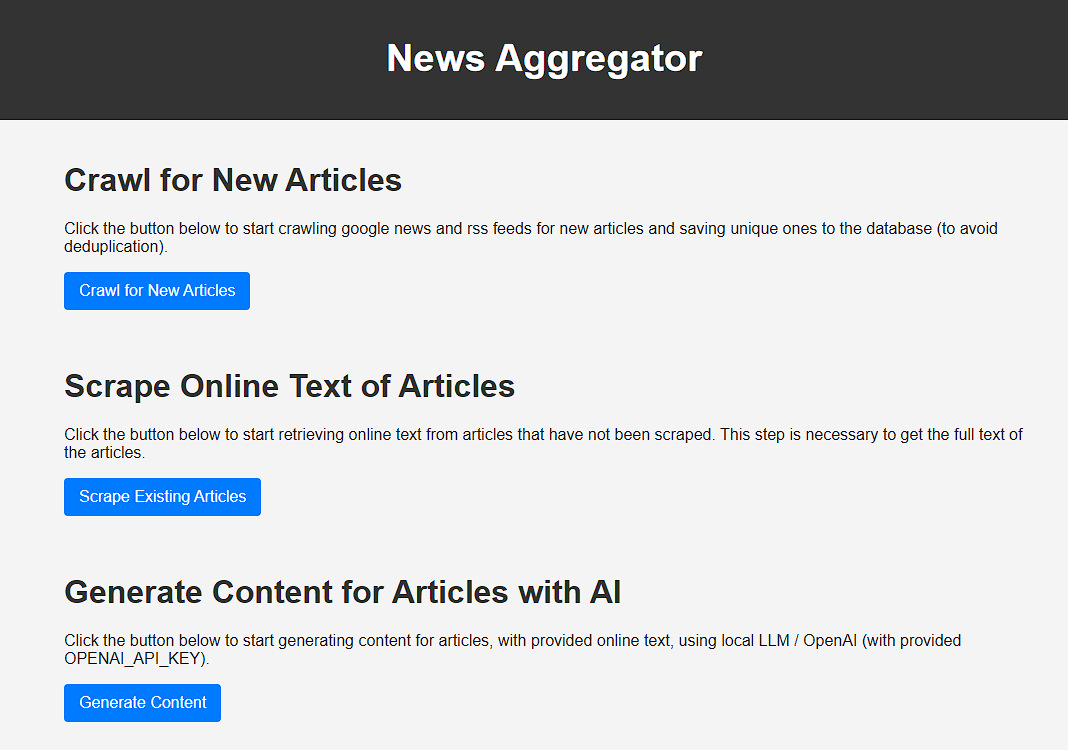 News Aggregator
Crawl for New Articles
Click the button below to start crawling google news and rss feeds for new articles and saving unique ones to the database (to avoid
deduplication).
Crawl for New Articles
Scrape Online Text of Articles
Click the button below to start retrieving online text from articles that have not been scraped. This step is necessary to get the full text of
the articles.
Scrape Existing Articles
Generate Content for Articles with AI
Click the button below to start generating content for articles, with provided online text, using local LLM / OpenAI (with provided
OPENAI_API_KEY).
Generate Content